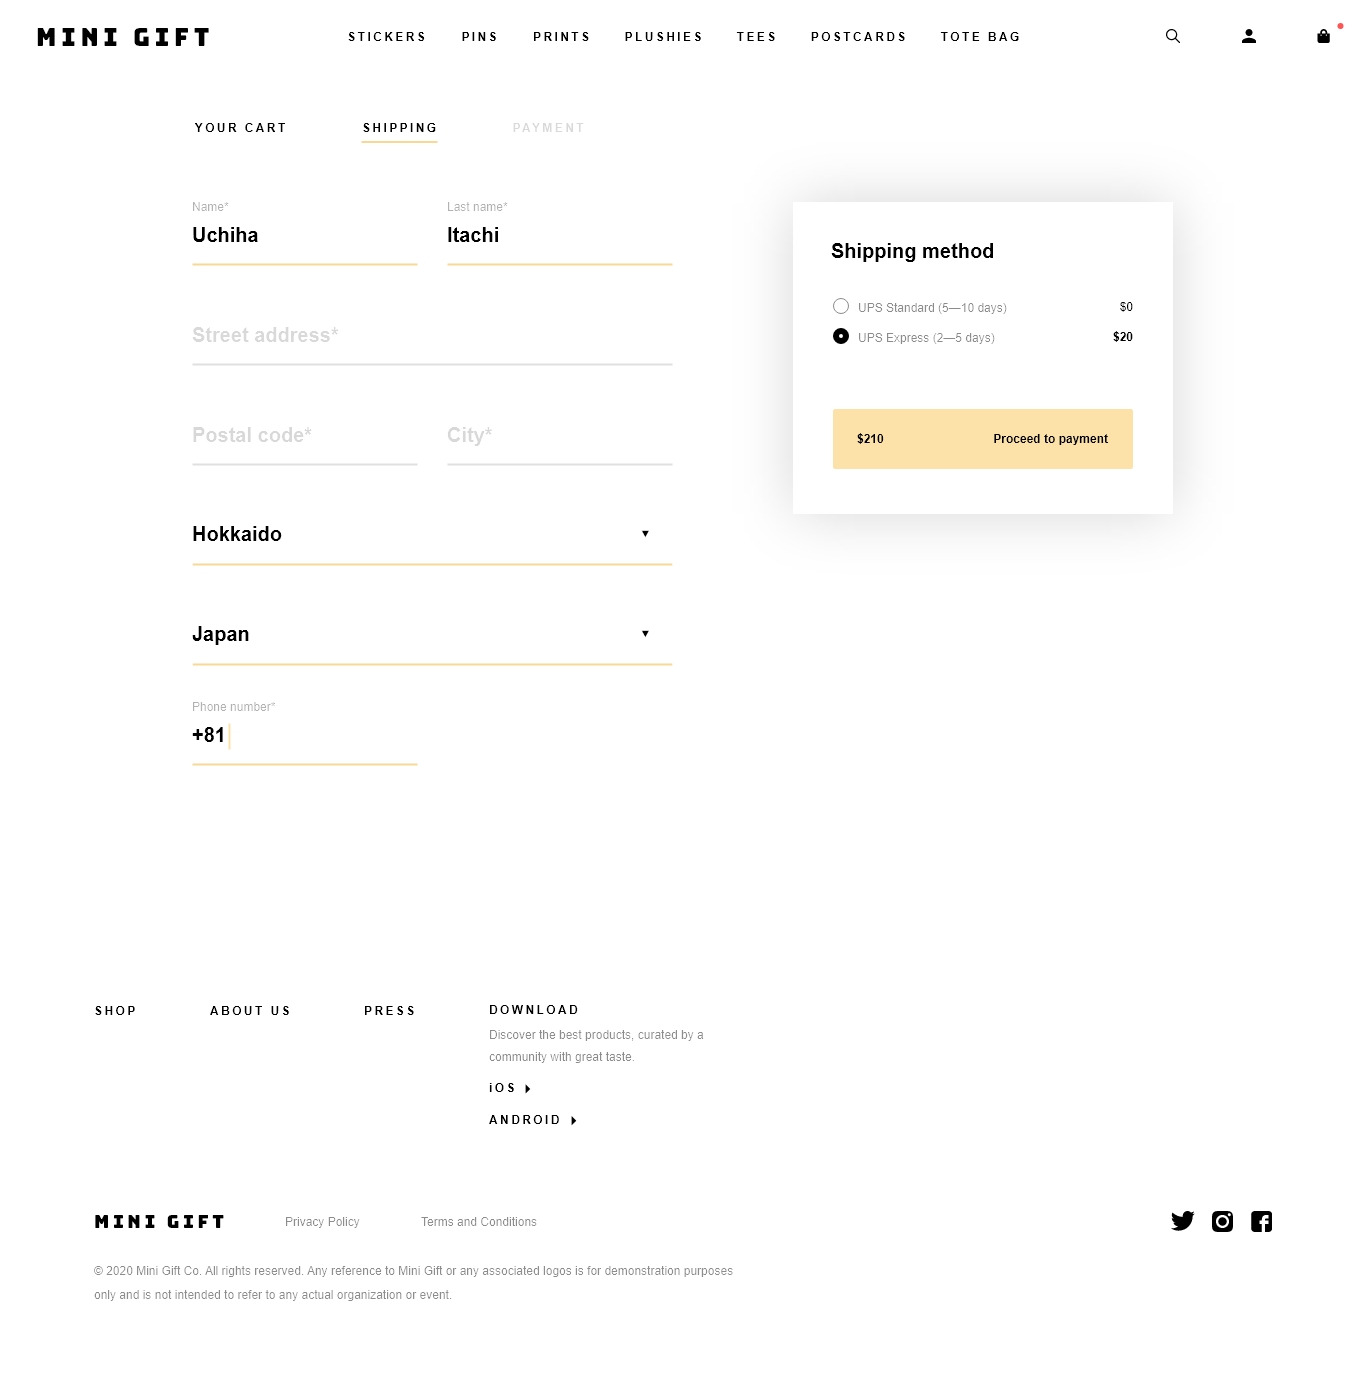 MINI GIFT STICKERS PINS PRINTS PLUSHIES TEES POSTCARDS TOTE BAG
YOUR CART SHIPPING PAYMENT
Name* Last name*
Uchiha Itachi
Street address*
Postal code* City*
Hokkaido
Japan
Phone number*
+81
Shipping method
UPS Standard (5—10 days) $0
UPS Express (2—5 days) $20
$210 Proceed to payment
SHOP ABOUT US PRESS DOWNLOAD
Discover the best products, curated by a
community with great taste.
iOS
ANDROID
MINI GIFT Privacy Policy Terms and Conditions
© 2020 Mini Gift Co. All rights reserved. Any reference to Mini Gift or any associated logos is for demonstration purposes
only and is not intended to refer to any actual organization or event.